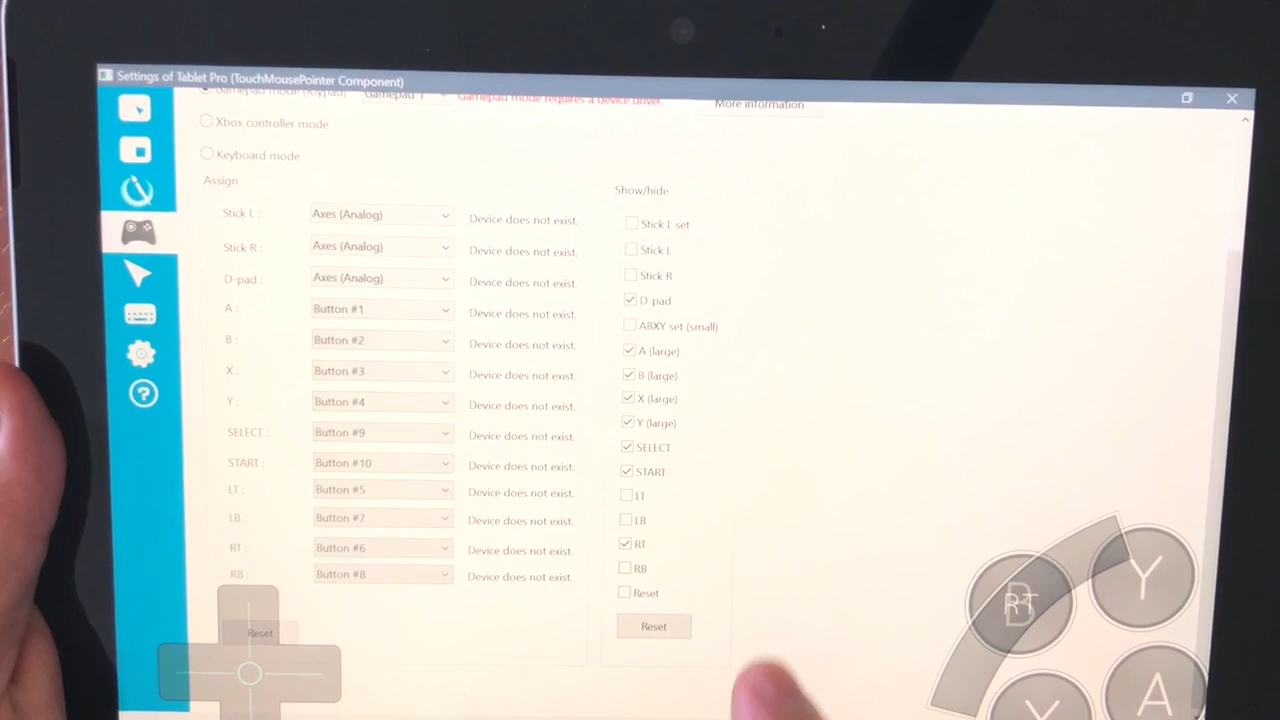 Settings of Tablet Pro (TouchMousePointer Component)
Gamepad mode (Joypad) Gamepad 1 Gamepad mode requires a device driver. More information
Xbox controller mode
Keyboard mode
Assign
Show/hide
Stick L : Axes (Analog) Device does not exist. Stick L set
Stick R : Axes (Analog) Device does not exist. Stick L
D-pad : Axes (Analog) Device does not exist. Stick R
A : Button #1 Device does not exist. D-pad
B : Button #2 Device does not exist. ABXY set (small)
X : Button #3 Device does not exist. A (large)
Y : Button #4 Device does not exist. B (large)
SELECT : Button #9 Device does not exist. X (large)
START : Button #10 Device does not exist. Y (large)
LT : Button #5 Device does not exist. SELECT
LB : Button #7 Device does not exist. START
RT : Button #6 Device does not exist. LT
RB : Button #8 Device does not exist. LB
RT
RB
Reset
Reset
Reset
B
RT
Y
X
A